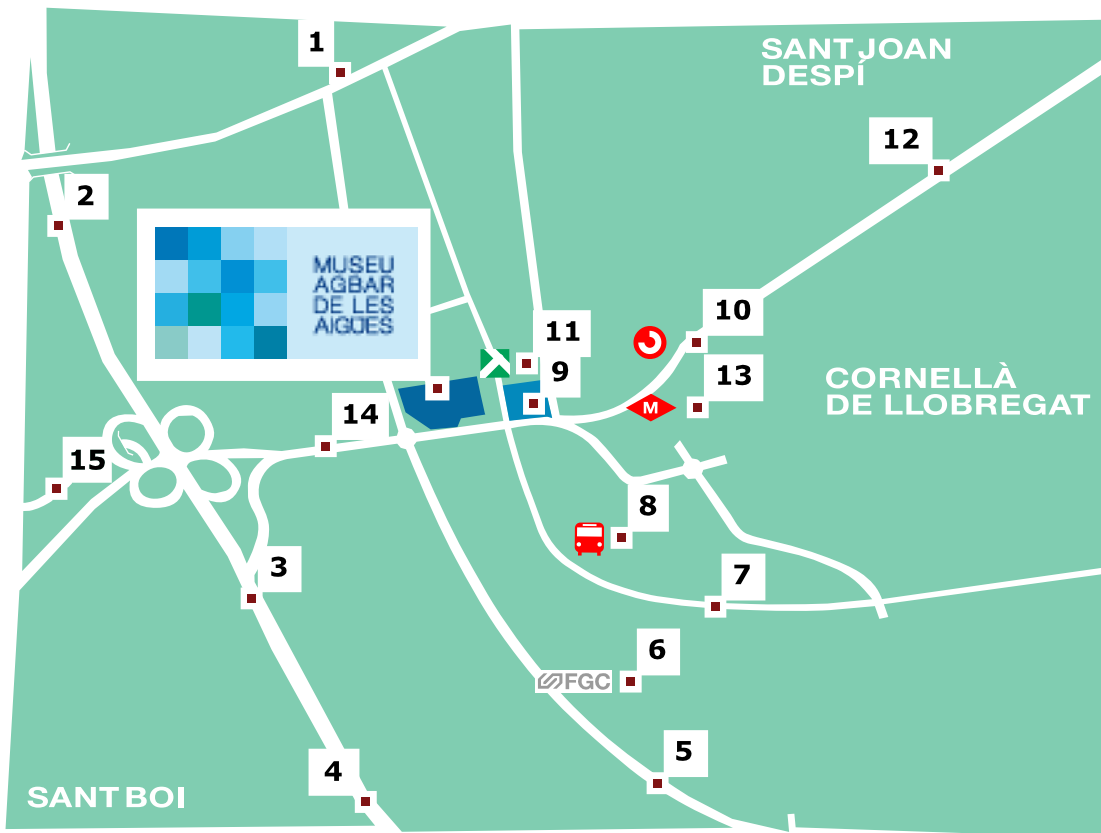 1
SANT JOAN
DESPÍ
12
2
MUSEU
AGBAR
DE LES
AIGÜES
10
11
9
13
CORNELLÀ
DE LLOBREGAT
M
14
15
8
3
7
6
FGC
5
4
SANT BOI